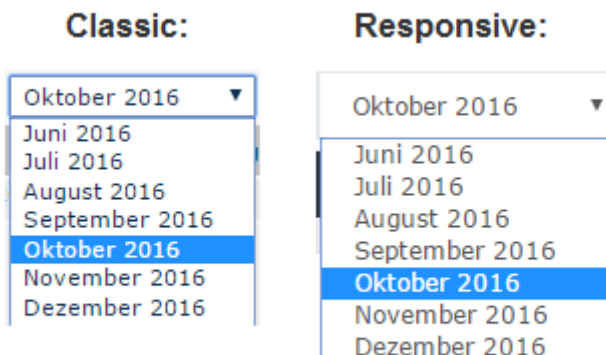 Classic:
Oktober 2016
Juni 2016
Juli 2016
August 2016
September 2016
Oktober 2016
November 2016
Dezember 2016
Responsive:
Oktober 2016
Juni 2016
Juli 2016
August 2016
September 2016
Oktober 2016
November 2016
Dezember 2016